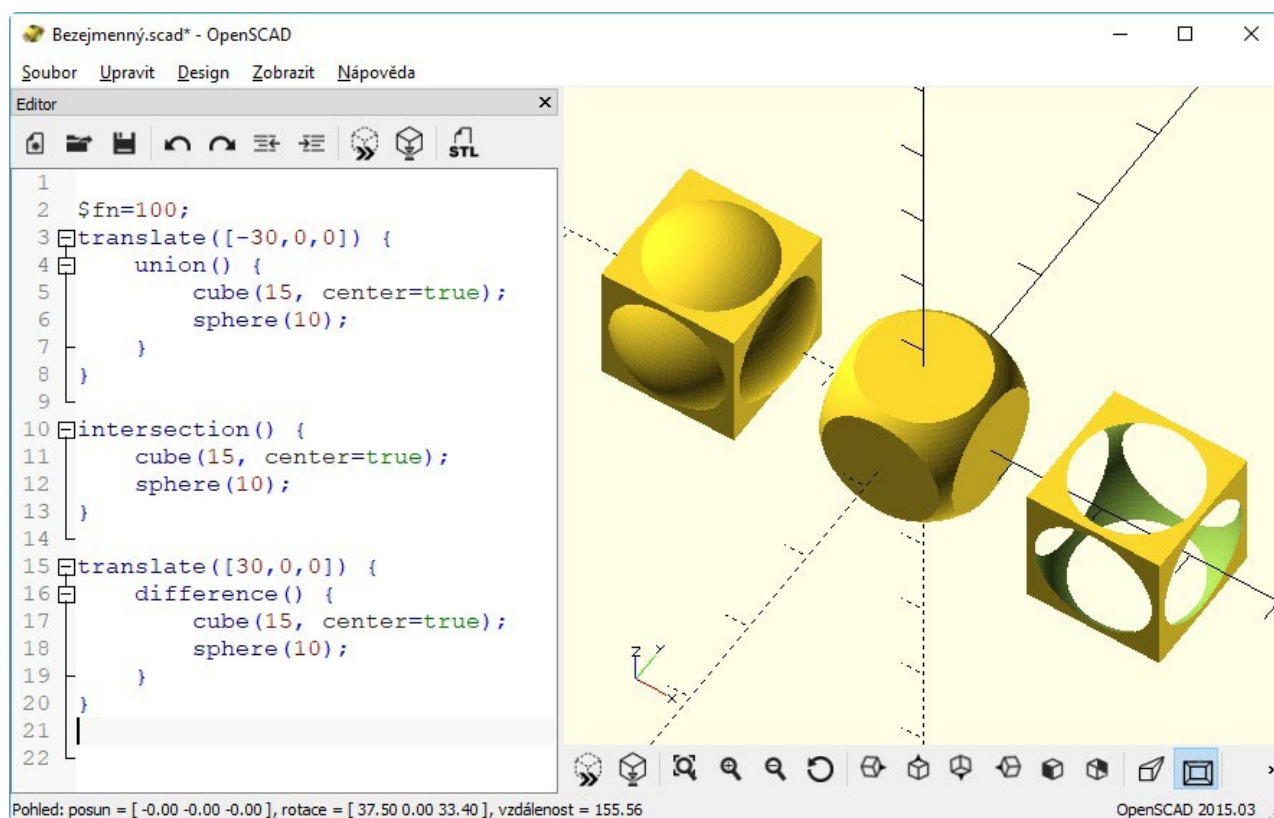 Bezejmenný.scad* - OpenSCAD
Soubor Upravit Design Zobrazit Nápověda
Editor
STL
1
2 $fn=100;
3 translate([-30,0,0]) {
4 union() {
5 cube(15, center=true);
6 sphere(10);
7 }
8 }
9
10 intersection() {
11 cube(15, center=true);
12 sphere(10);
13 }
14
15 translate([30,0,0]) {
16 difference() {
17 cube(15, center=true);
18 sphere(10);
19 }
20 }
21
22
z y
x
Pohled: posun = [ -0.00 -0.00 -0.00 ], rotace = [ 37.50 0.00 33.40 ], vzdálenost = 155.56 OpenSCAD 2015.03